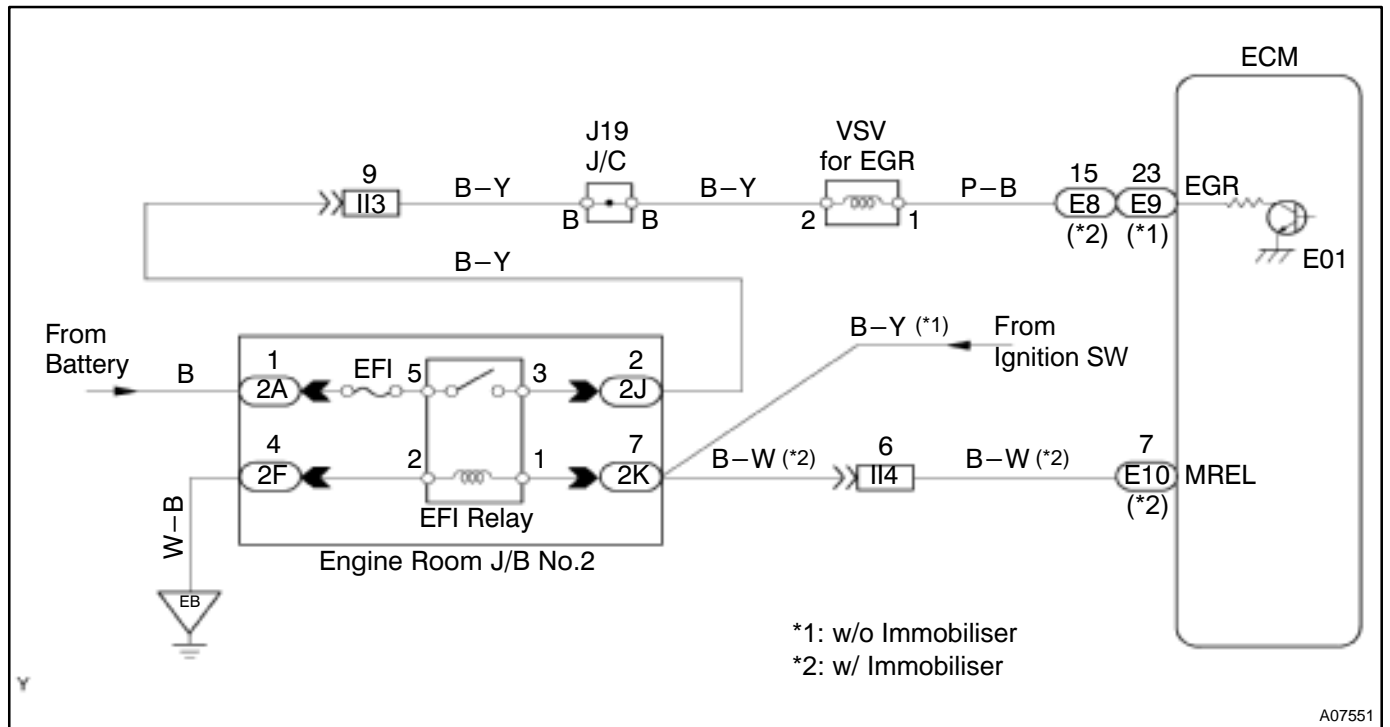 ECM
J19
J/C
VSV
for EGR
9
II3
B–Y
B
B
B–Y
2
1
P–B
15
23
E8
E9
(*2)
(*1)
EGR
E01
B–Y
From
Battery
B
1
2A
EFI
5
3
2
2J
B–Y (*1)
From
Ignition SW
4
2F
2
1
7
2K
EFI Relay
B–W (*2)
6
II4
B–W (*2)
7
E10
(*2)
MREL
Engine Room J/B No.2
W–B
EB
*1: w/o Immobiliser
*2: w/ Immobiliser
Y
A07551